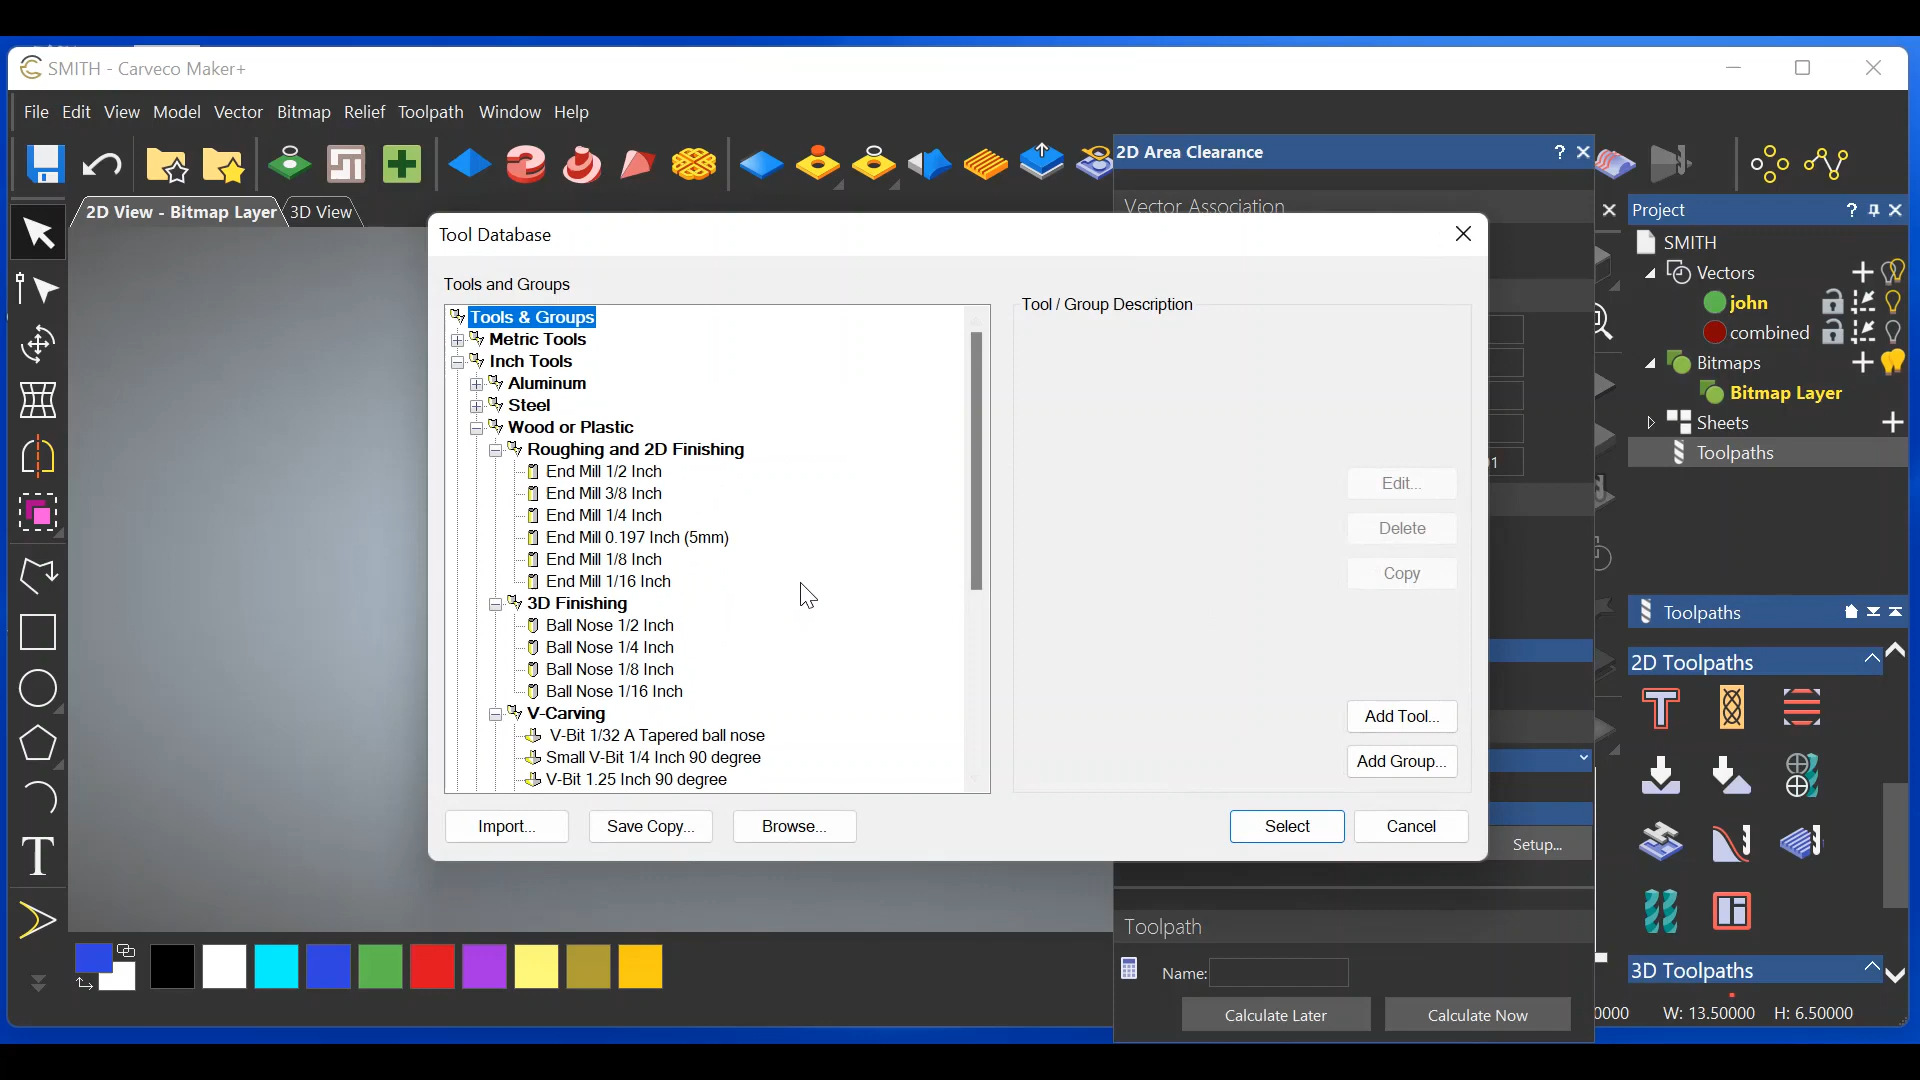 SMITH - Carveco Maker+
File Edit View Model Vector Bitmap Relief Toolpath Window Help
2D Area Clearance
?
2D View - Bitmap Layer
3D View
Vector Association
Project
?
SMITH
Vectors
john
combined
Bitmaps
Bitmap Layer
Sheets
Toolpaths
Tool Database
Tools and Groups
Tools & Groups
Metric Tools
Inch Tools
Aluminum
Steel
Wood or Plastic
Roughing and 2D Finishing
End Mill 1/2 Inch
End Mill 3/8 Inch
End Mill 1/4 Inch
End Mill 0.197 Inch (5mm)
End Mill 1/8 Inch
End Mill 1/16 Inch
3D Finishing
Ball Nose 1/2 Inch
Ball Nose 1/4 Inch
Ball Nose 1/8 Inch
Ball Nose 1/16 Inch
V-Carving
V-Bit 1/32 A Tapered ball nose
Small V-Bit 1/4 Inch 90 degree
V-Bit 1.25 Inch 90 degree
Tool / Group Description
Edit...
Delete
Copy
Add Tool...
Add Group...
Import...
Save Copy...
Browse...
Select
Cancel
Setup...
Toolpath
Name:
Calculate Later
Calculate Now
Toolpaths
2D Toolpaths
3D Toolpaths
W: 13.50000 H: 6.50000